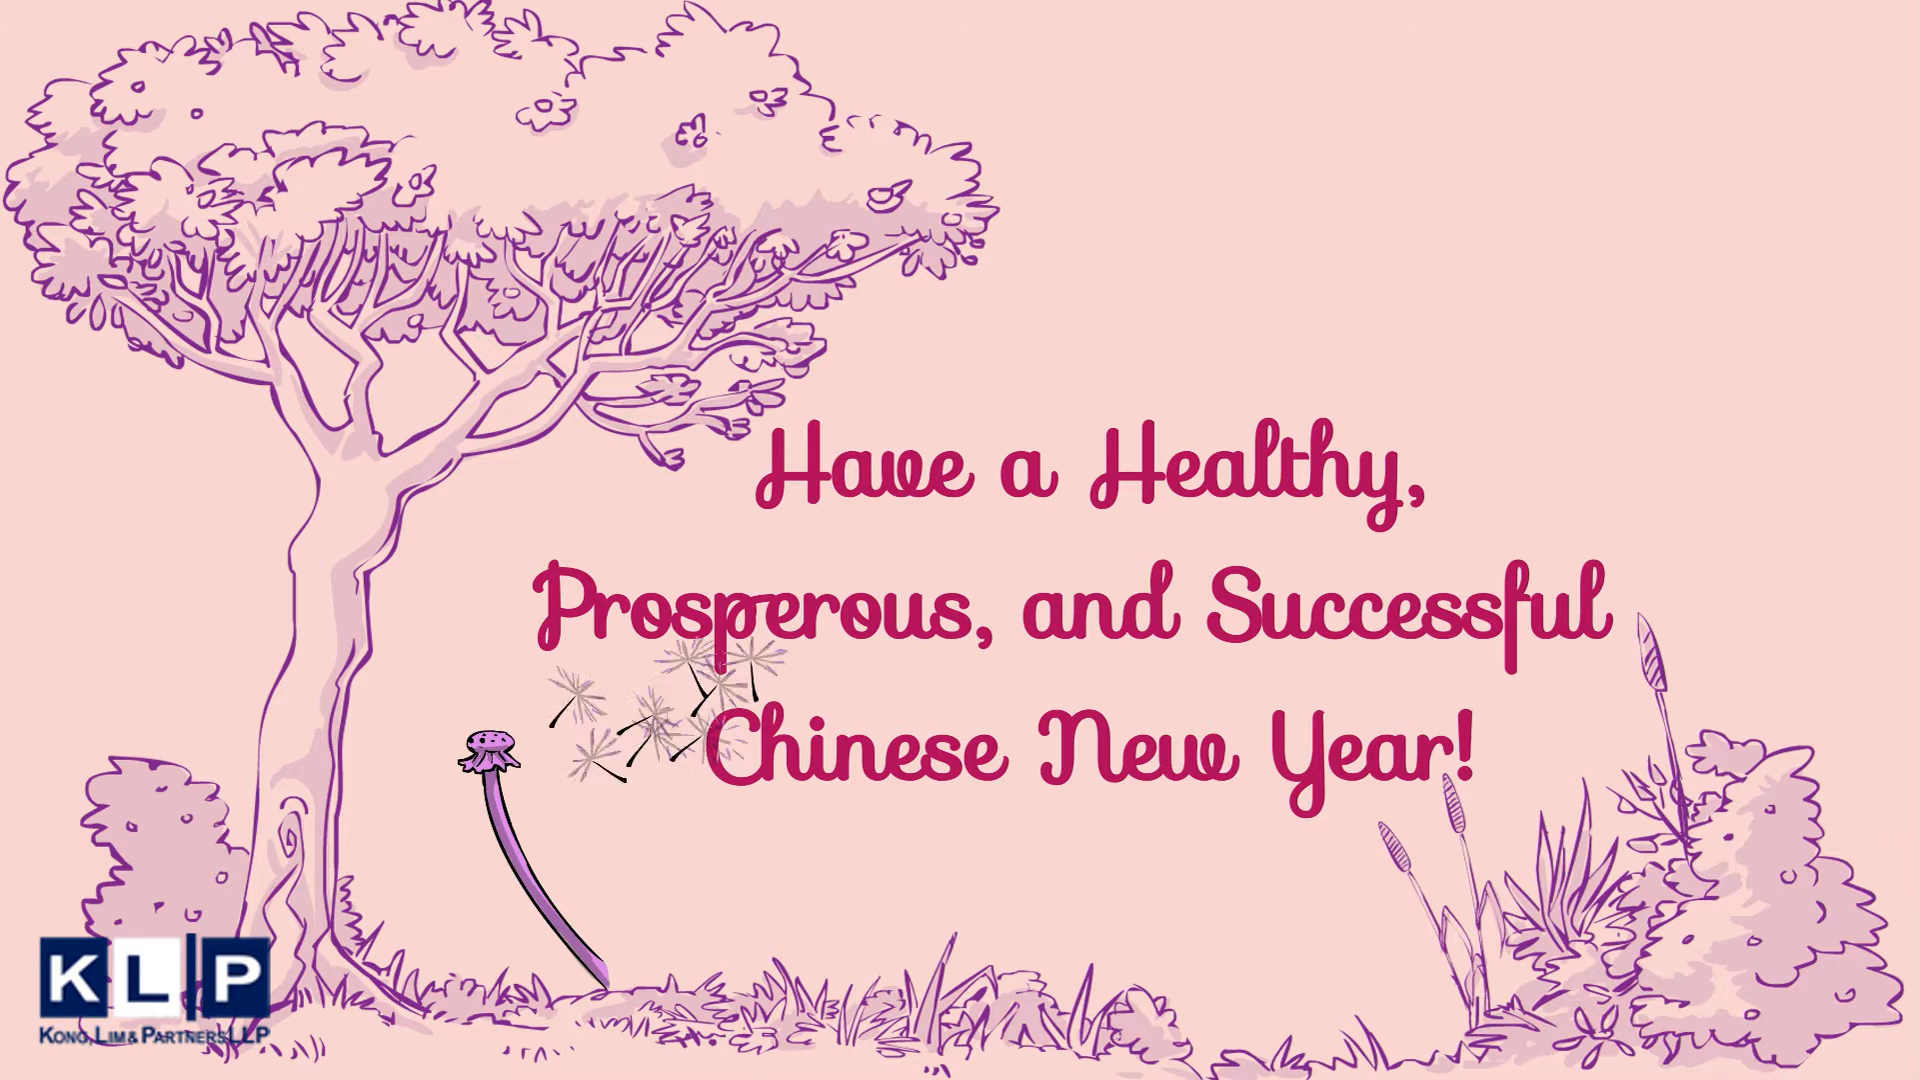 Have a Healthy,
Prosperous, and Successful
Chinese New Year!
KLP
KONG, LIM & PARTNERS LLP